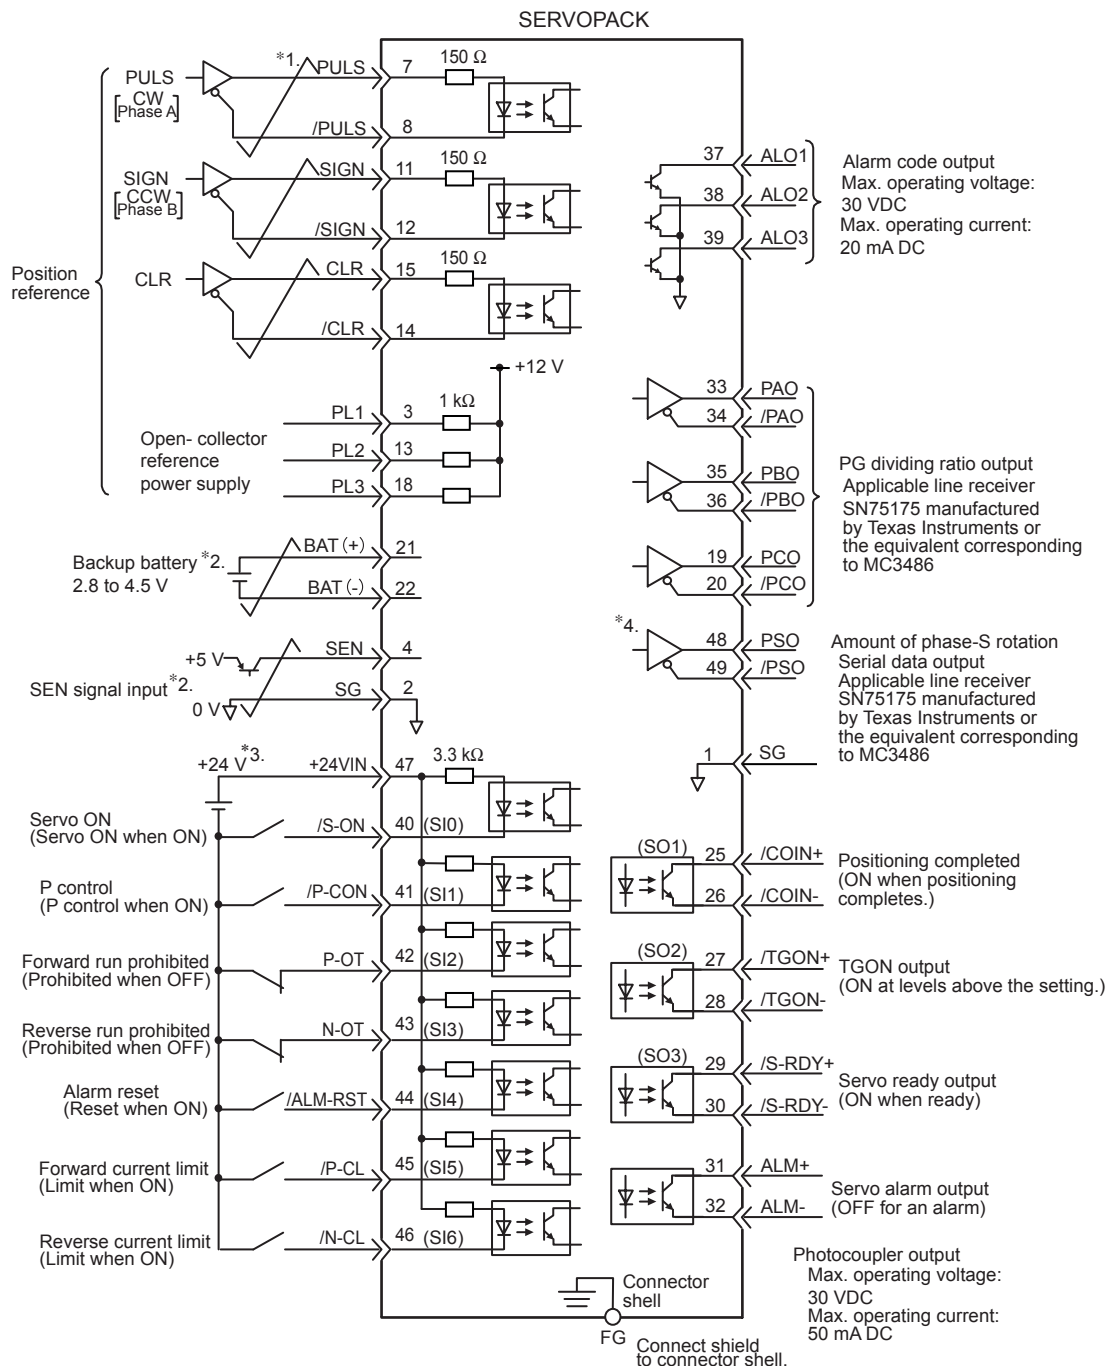 SERVOPACK
Position
reference
PULS
[CW
Phase A]
*1.
PULS
7
150 Ω
/PULS
8
SIGN
[CCW
Phase B]
SIGN
11
150 Ω
/SIGN
12
CLR
CLR
15
150 Ω
/CLR
14
+12 V
1 kΩ
PL1
3
PL2
13
PL3
18
Open- collector
reference
power supply
Backup battery *2.
2.8 to 4.5 V
BAT (+)
21
BAT (-)
22
SEN signal input *2.
+5 V
0 V
SEN
4
SG
2
+24 V *3.
+24VIN
47
3.3 kΩ
Servo ON
(Servo ON when ON)
/S-ON
40
(SI0)
P control
(P control when ON)
/P-CON
41
(SI1)
Forward run prohibited
(Prohibited when OFF)
P-OT
42
(SI2)
Reverse run prohibited
(Prohibited when OFF)
N-OT
43
(SI3)
Alarm reset
(Reset when ON)
/ALM-RST
44
(SI4)
Forward current limit
(Limit when ON)
/P-CL
45
(SI5)
Reverse current limit
(Limit when ON)
/N-CL
46
(SI6)
37
ALO1
38
ALO2
39
ALO3
Alarm code output
Max. operating voltage:
30 VDC
Max. operating current:
20 mA DC
33
PAO
34
/PAO
35
PBO
36
/PBO
19
PCO
20
/PCO
PG dividing ratio output
Applicable line receiver
SN75175 manufactured
by Texas Instruments or
the equivalent corresponding
to MC3486
*4.
48
PSO
49
/PSO
Amount of phase-S rotation
Serial data output
Applicable line receiver
SN75175 manufactured
by Texas Instruments or
the equivalent corresponding
to MC3486
1
SG
(SO1)
25
/COIN+
26
/COIN-
Positioning completed
(ON when positioning
completes.)
(SO2)
27
/TGON+
28
/TGON-
TGON output
(ON at levels above the setting.)
(SO3)
29
/S-RDY+
30
/S-RDY-
Servo ready output
(ON when ready)
31
ALM+
32
ALM-
Servo alarm output
(OFF for an alarm)
Photocoupler output
Max. operating voltage:
30 VDC
Max. operating current:
50 mA DC
Connector
shell
FG
Connect shield
to connector shell.